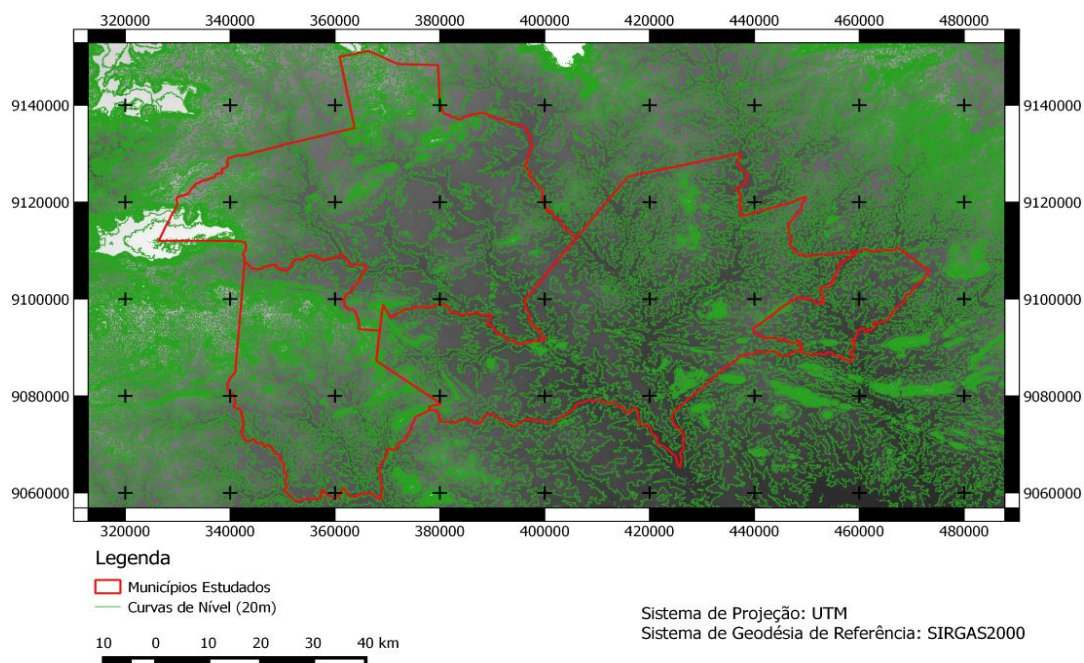 320000 340000 360000 380000 400000 420000 440000 460000 480000
9140000 9140000
9120000 9120000
9100000 9100000
9080000 9080000
9060000 9060000
320000 340000 360000 380000 400000 420000 440000 460000 480000
Legenda
Municípios Estudados
Curvas de Nível (20m)
Sistema de Projeção: UTM
Sistema de Geodésia de Referência: SIRGAS2000
10 0 10 20 30 40 km